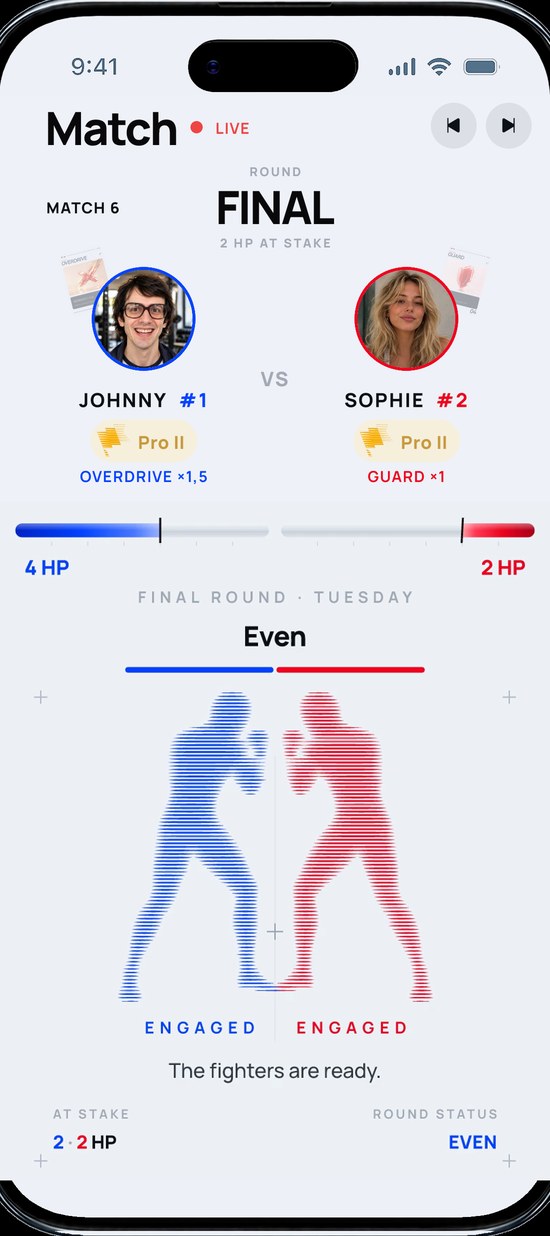 9:41
Match LIVE
ROUND
MATCH 6
FINAL
2 HP AT STAKE
OVERDRIVE
GUARD
VS
JOHNNY #1
SOPHIE #2
Pro II
Pro II
OVERDRIVE ×1,5
GUARD ×1
4 HP
2 HP
FINAL ROUND · TUESDAY
Even
ENGAGED
ENGAGED
The fighters are ready.
AT STAKE
ROUND STATUS
2 · 2 HP
EVEN